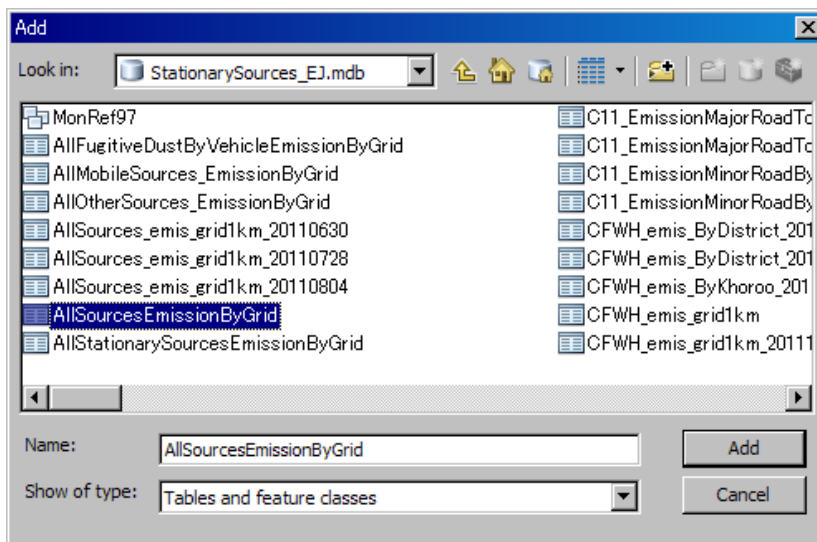 Add
Look in:
StationarySources_EJ.mdb
MonRef97
AllFugitiveDustByVehicleEmissionByGrid
AllMobileSources_EmissionByGrid
AllOtherSources_EmissionByGrid
AllSources_emis_grid1km_20110630
AllSources_emis_grid1km_20110728
AllSources_emis_grid1km_20110804
AllSourcesEmissionByGrid
AllStationarySourcesEmissionByGrid
C11_EmissionMajorRoadTo
C11_EmissionMajorRoadTo
C11_EmissionMinorRoadBy
C11_EmissionMinorRoadBy
CFWH_emis_ByDistrict_201
CFWH_emis_ByDistrict_201
CFWH_emis_ByKhoroo_201
CFWH_emis_grid1km
CFWH_emis_grid1km_20111
Name:
AllSourcesEmissionByGrid
Add
Show of type:
Tables and feature classes
Cancel